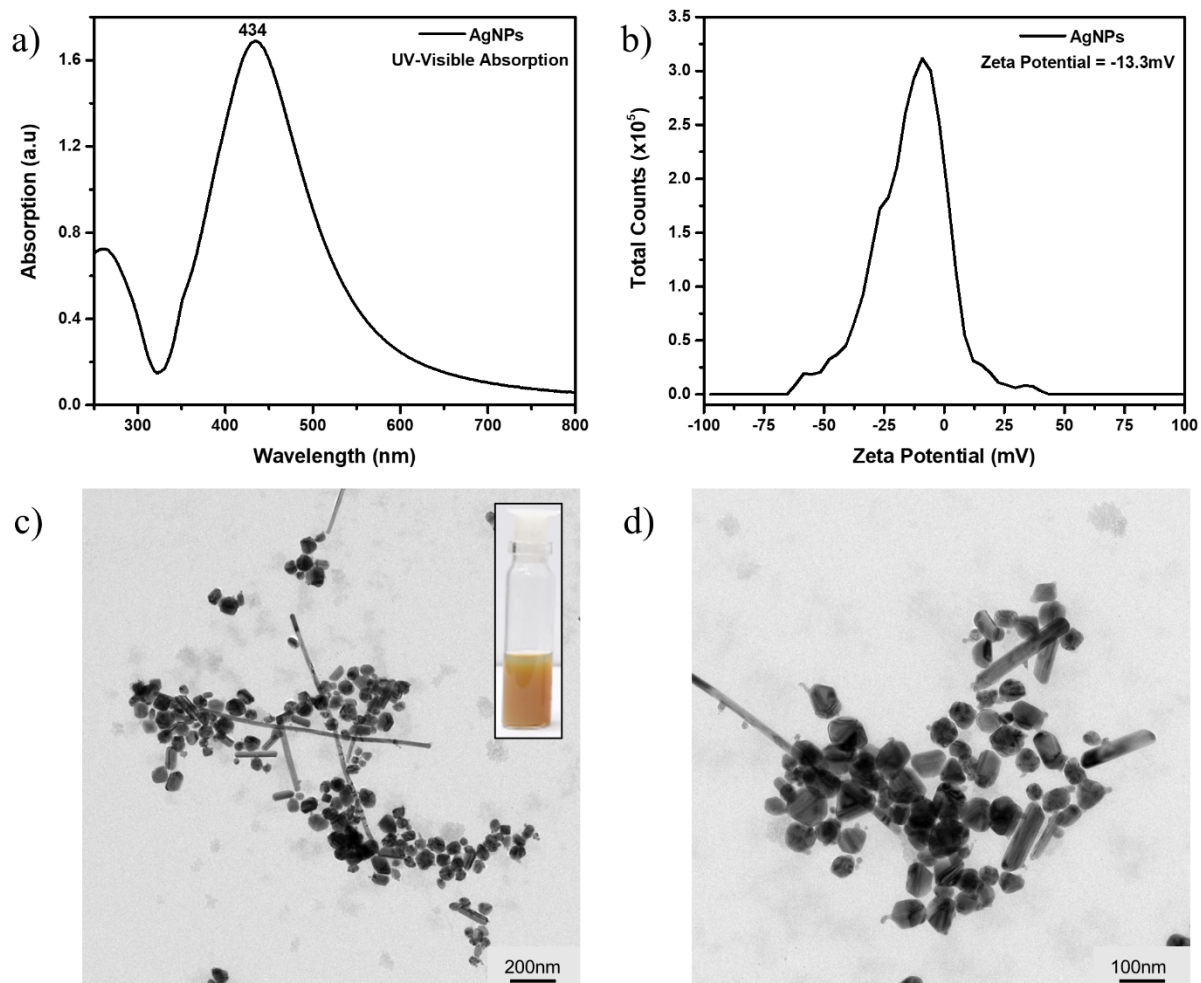 a)
434
AgNPs
UV-Visible Absorption
1.6
1.2
0.8
0.4
0.0
Absorption (a.u)
300 400 500 600 700 800
Wavelength (nm)
b)
AgNPs
Zeta Potential = -13.3mV
3.5
3.0
2.5
2.0
1.5
1.0
0.5
0.0
Total Counts (x10⁵)
-100 -75 -50 -25 0 25 50 75 100
Zeta Potential (mV)
c)
200nm
d)
100nm